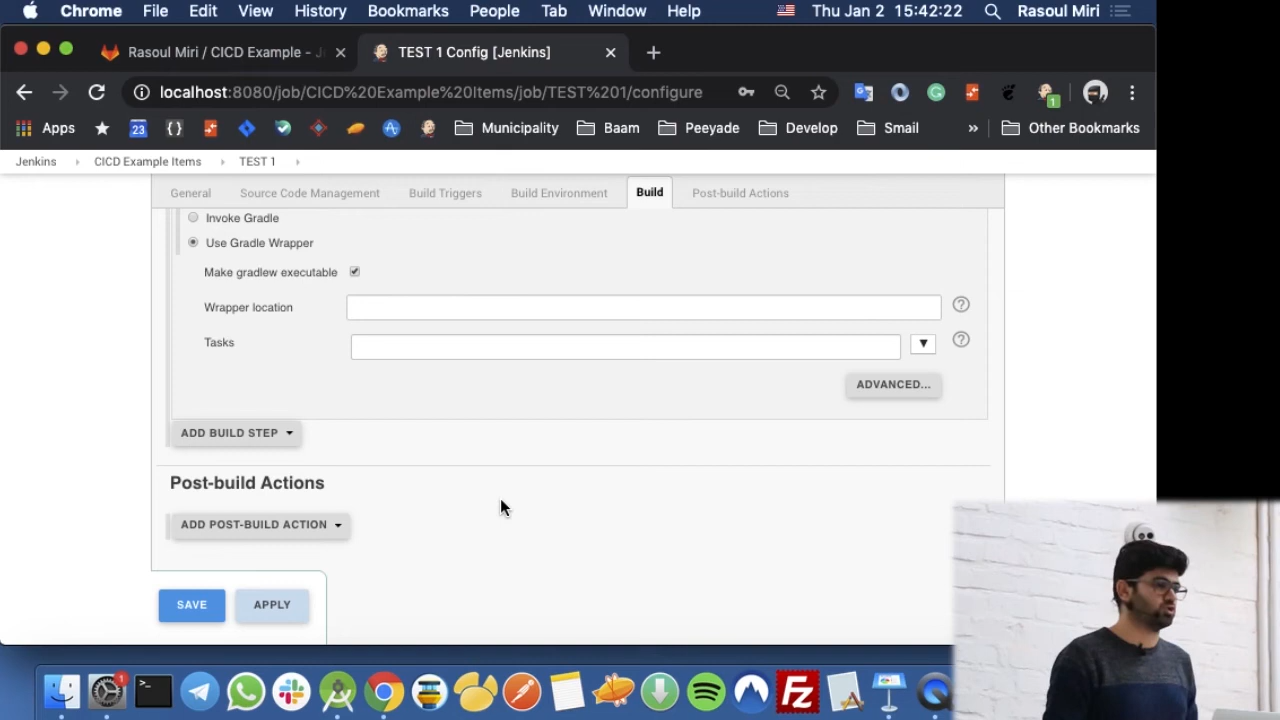 Chrome File Edit View History Bookmarks People Tab Window Help Thu Jan 2 15:42:22 Rasoul Miri
Rasoul Miri / CICD Example - J
TEST 1 Config [Jenkins]
localhost:8080/job/CICD%20Example%20Items/job/TEST%201/configure
1
Apps 23 {} Municipality Baam Peeyade Develop Smail » Other Bookmarks
Jenkins CICD Example Items TEST 1
General Source Code Management Build Triggers Build Environment Build Post-build Actions
Invoke Gradle
Use Gradle Wrapper
Make gradlew executable
Wrapper location ?
Tasks ?
ADVANCED...
ADD BUILD STEP
Post-build Actions
ADD POST-BUILD ACTION
SAVE APPLY
1
>_
Fz